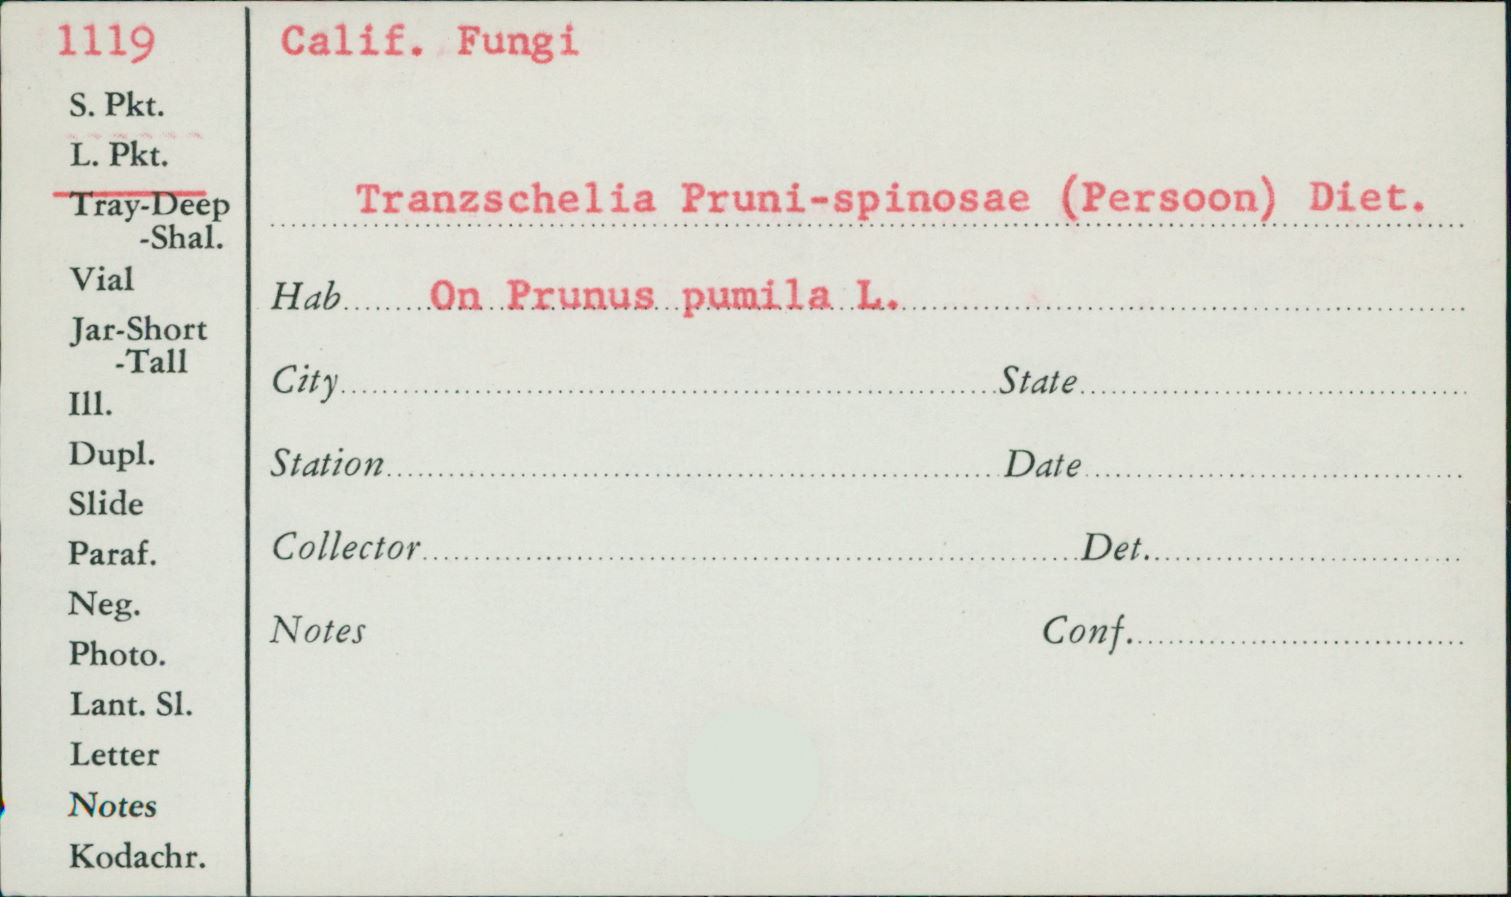 1119
Calif. Fungi
S. Pkt.
L. Pkt.
Tray-Deep
-Shal.
Vial
Jar-Short
-Tall
Ill.
Dupl.
Slide
Paraf.
Neg.
Photo.
Lant. Sl.
Letter
Notes
Kodachr.
Tranzschelia Pruni-spinosae (Persoon) Diet.
Hab On Prunus pumila L.
City State
Station Date
Collector Det.
Notes Conf.